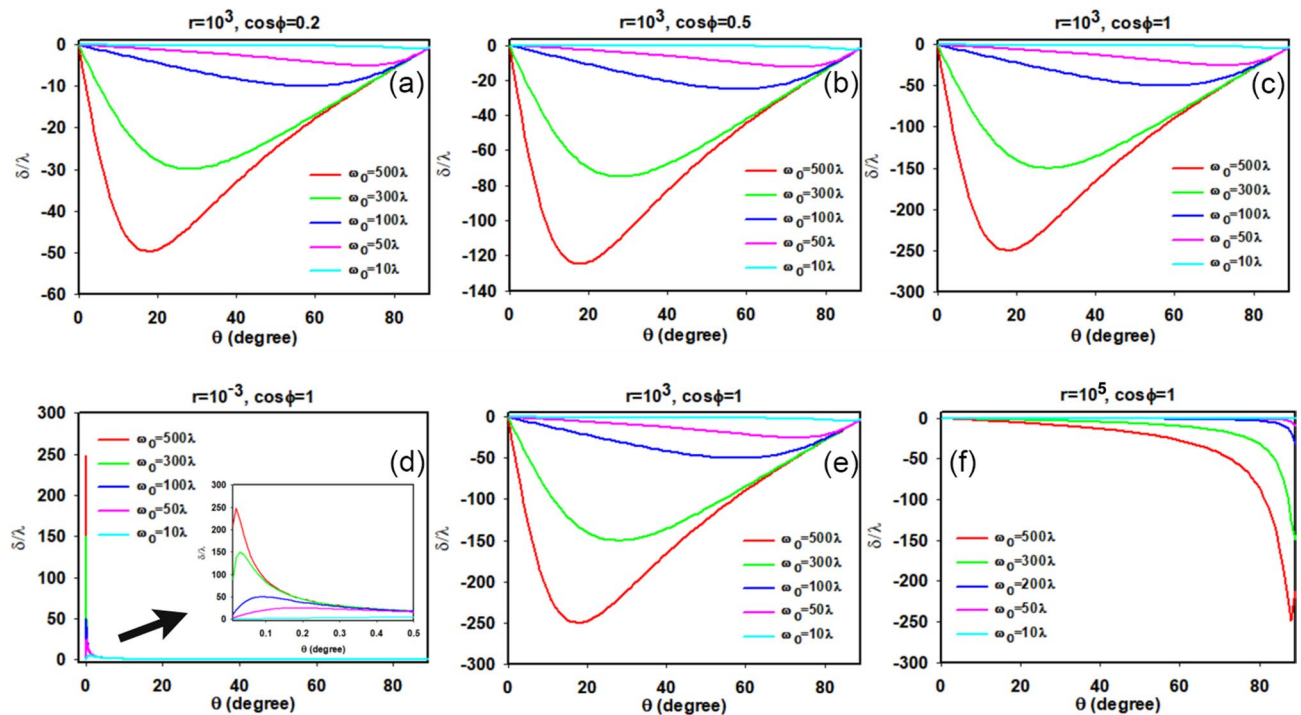 r=10³, cosϕ=0.2
0
-10
-20
-30
-40
-50
-60
δ/λ
(a)
ω₀=500λ
ω₀=300λ
ω₀=100λ
ω₀=50λ
ω₀=10λ
0 20 40 60 80
θ (degree)
r=10³, cosϕ=0.5
0
-20
-40
-60
-80
-100
-120
-140
δ/λ
(b)
ω₀=500λ
ω₀=300λ
ω₀=100λ
ω₀=50λ
ω₀=10λ
0 20 40 60 80
θ (degree)
r=10³, cosϕ=1
0
-50
-100
-150
-200
-250
-300
δ/λ
(c)
ω₀=500λ
ω₀=300λ
ω₀=100λ
ω₀=50λ
ω₀=10λ
0 20 40 60 80
θ (degree)
r=10⁻³, cosϕ=1
300
250
200
150
100
50
0
δ/λ
(d)
ω₀=500λ
ω₀=300λ
ω₀=100λ
ω₀=50λ
ω₀=10λ
300
250
200
150
100
50
0
δ/λ
0.1 0.2 0.3 0.4 0.5
θ (degree)
0 20 40 60 80
θ (degree)
r=10³, cosϕ=1
0
-50
-100
-150
-200
-250
-300
δ/λ
(e)
ω₀=500λ
ω₀=300λ
ω₀=100λ
ω₀=50λ
ω₀=10λ
0 20 40 60 80
θ (degree)
r=10⁵, cosϕ=1
0
-50
-100
-150
-200
-250
-300
δ/λ
(f)
ω₀=500λ
ω₀=300λ
ω₀=200λ
ω₀=50λ
ω₀=10λ
0 20 40 60 80
θ (degree)